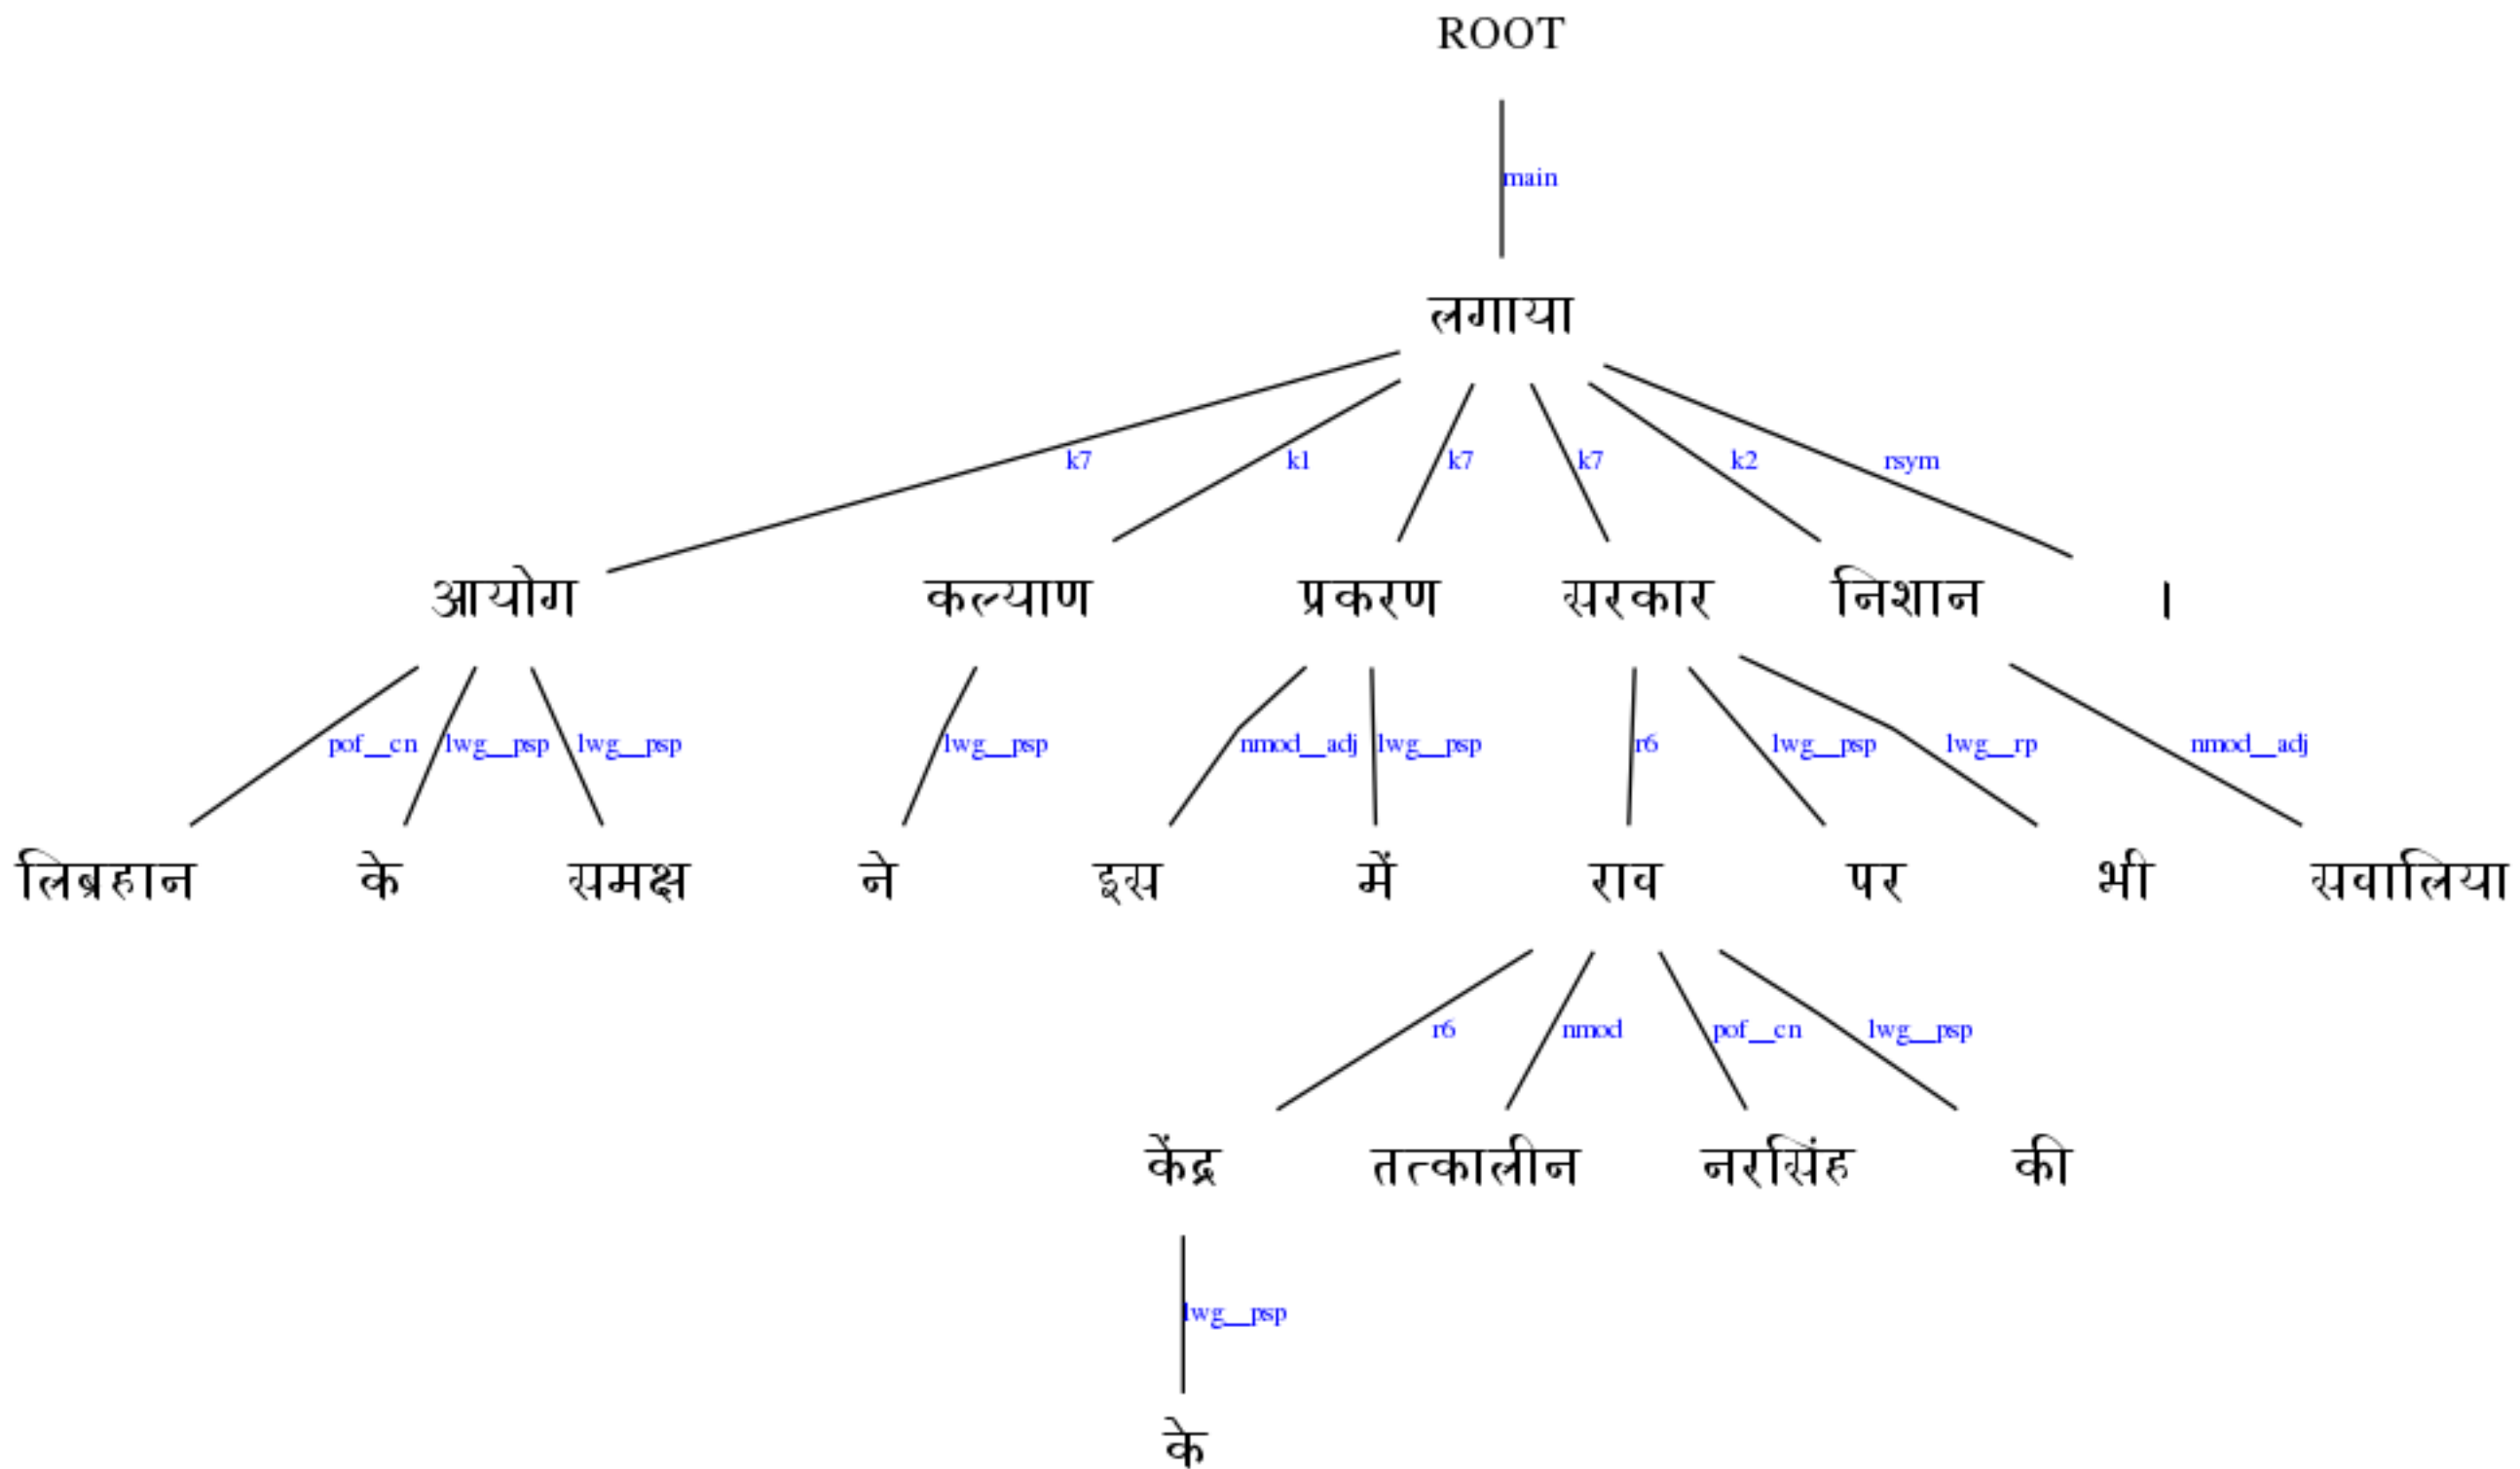 ROOT
main
लगाया
k7 k1 k7 k7 k2 rsym
आयोग कल्याण प्रकरण सरकार निशान ।
pof__cn lwg__psp lwg__psp lwg__psp nmod__adj lwg__psp r6 lwg__psp lwg__rp nmod__adj
लिब्रहान के समक्ष ने इस में राव पर भी सवालिया
r6 nmod pof__cn lwg__psp
केंद्र तत्कालीन नरसिंह की
lwg__psp
के